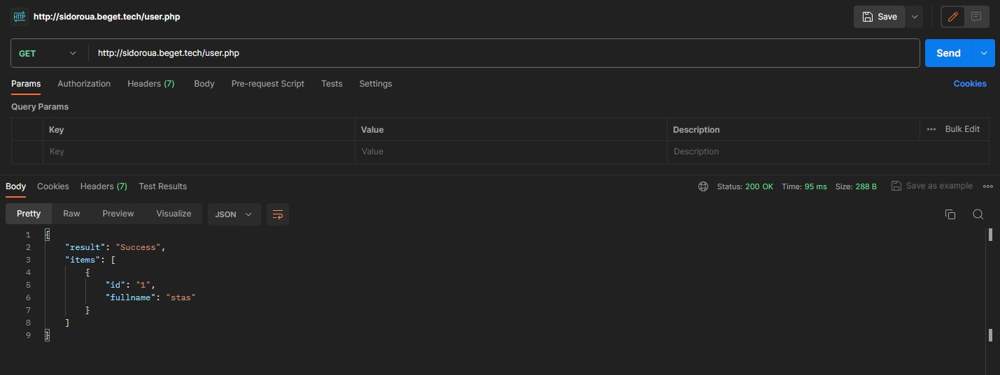 HTTP http://sidoroua.beget.tech/user.php Save
GET http://sidoroua.beget.tech/user.php Send
Params Authorization Headers (7) Body Pre-request Script Tests Settings Cookies
Query Params
Key Value Description ••• Bulk Edit
Key Value Description
Body Cookies Headers (7) Test Results Status: 200 OK Time: 95 ms Size: 288 B Save as example
Pretty Raw Preview Visualize JSON
1 {
2 "result": "Success",
3 "items": [
4 {
5 "id": "1",
6 "fullname": "stas"
7 }
8 ]
9 }